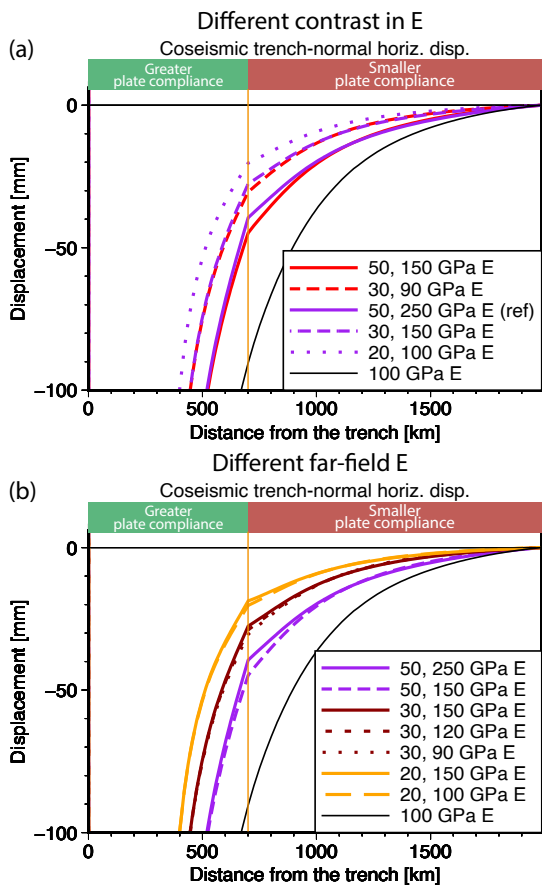 Different contrast in E
(a)
Coseismic trench-normal horiz. disp.
Greater
plate compliance
Smaller
plate compliance
0
−50
−100
Displacement [mm]
50, 150 GPa E
30, 90 GPa E
50, 250 GPa E (ref)
30, 150 GPa E
20, 100 GPa E
100 GPa E
0
500
1000
1500
Distance from the trench [km]
Different far-field E
(b)
Coseismic trench-normal horiz. disp.
Greater
plate compliance
Smaller
plate compliance
0
−50
−100
Displacement [mm]
50, 250 GPa E
50, 150 GPa E
30, 150 GPa E
30, 120 GPa E
30, 90 GPa E
20, 150 GPa E
20, 100 GPa E
100 GPa E
0
500
1000
1500
Distance from the trench [km]